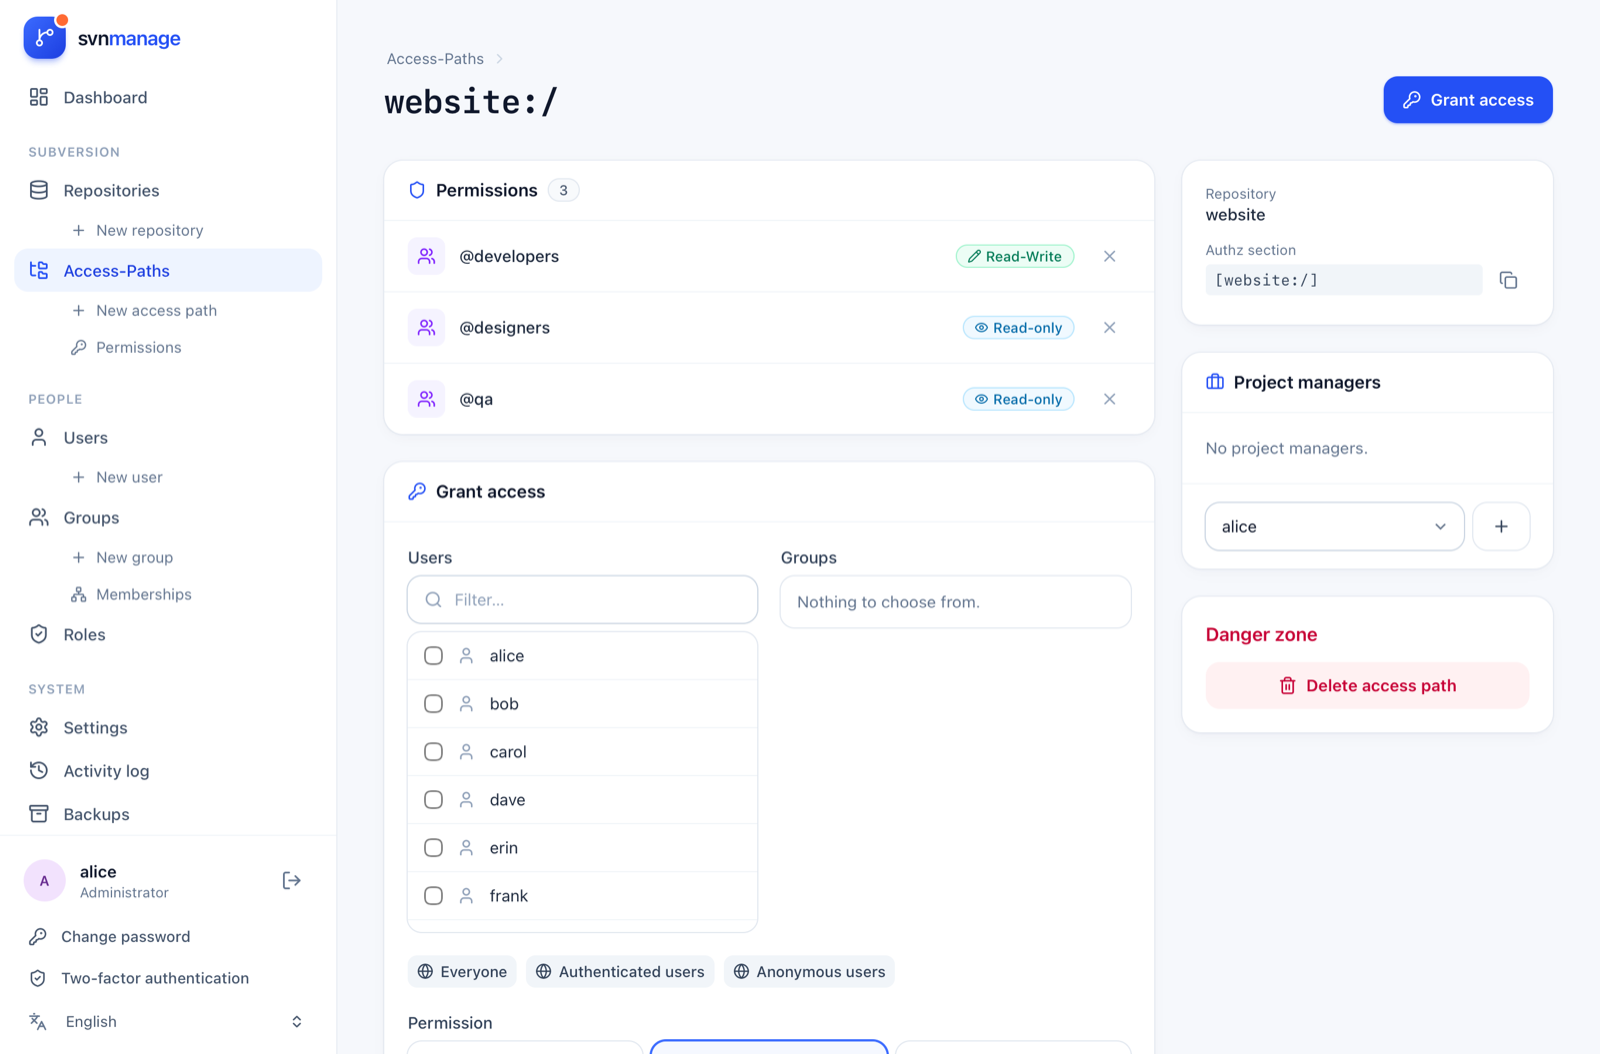 svnmanage
Dashboard
SUBVERSION
Repositories
New repository
Access-Paths
New access path
Permissions
PEOPLE
Users
New user
Groups
New group
Memberships
Roles
SYSTEM
Settings
Activity log
Backups
A
alice
Administrator
Change password
Two-factor authentication
English
Access-Paths
website:/
Grant access
Permissions 3
@developers Read-Write
@designers Read-only
@qa Read-only
Grant access
Users
Filter...
alice
bob
carol
dave
erin
frank
Groups
Nothing to choose from.
Everyone Authenticated users Anonymous users
Permission
Repository
website
Authz section
[website:/]
Project managers
No project managers.
alice
Danger zone
Delete access path